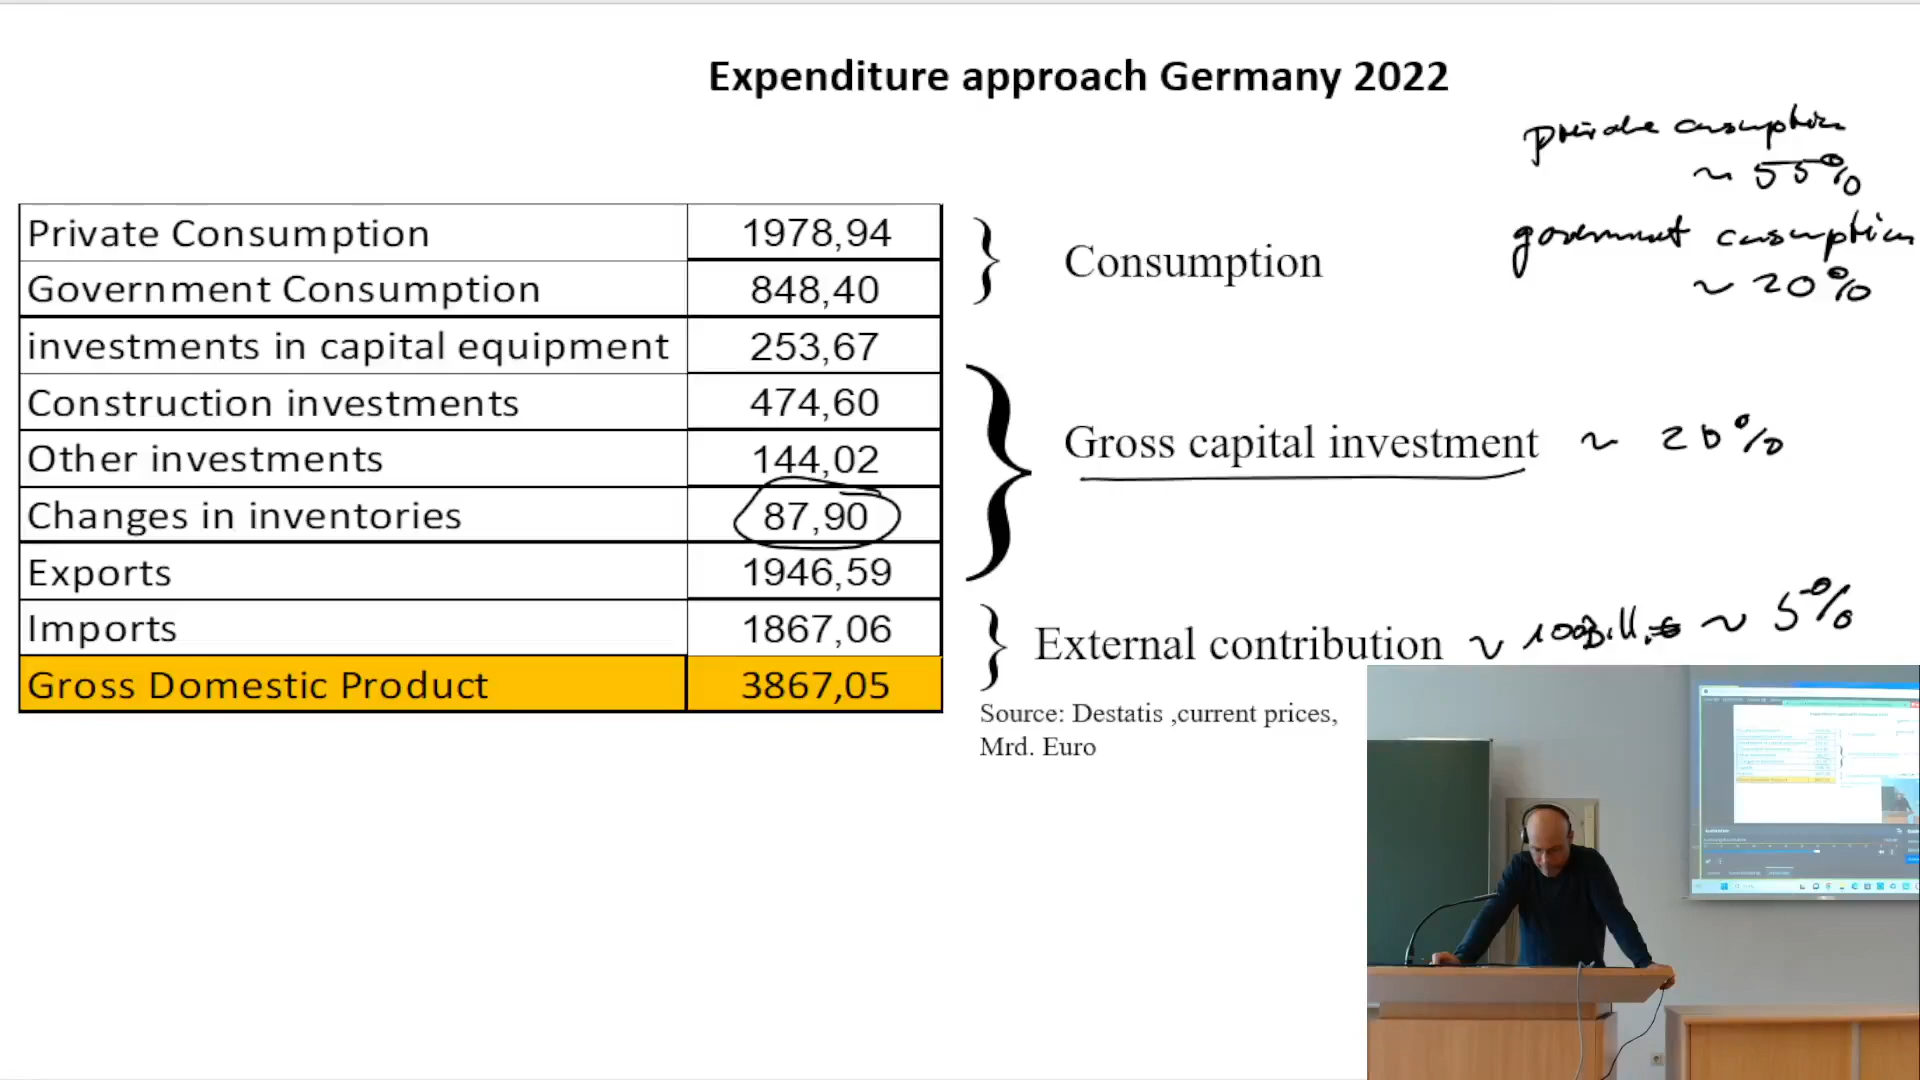 Expenditure approach Germany 2022
private consumption
~ 55%
government consumption
~ 20%
Private Consumption 1978,94
Government Consumption 848,40
investments in capital equipment 253,67
Construction investments 474,60
Other investments 144,02
Changes in inventories 87,90
Exports 1946,59
Imports 1867,06
Gross Domestic Product 3867,05
} Consumption
} Gross capital investment ~ 20%
} External contribution ~ 100 Bill. € ~ 5%
Source: Destatis ,current prices,
Mrd. Euro